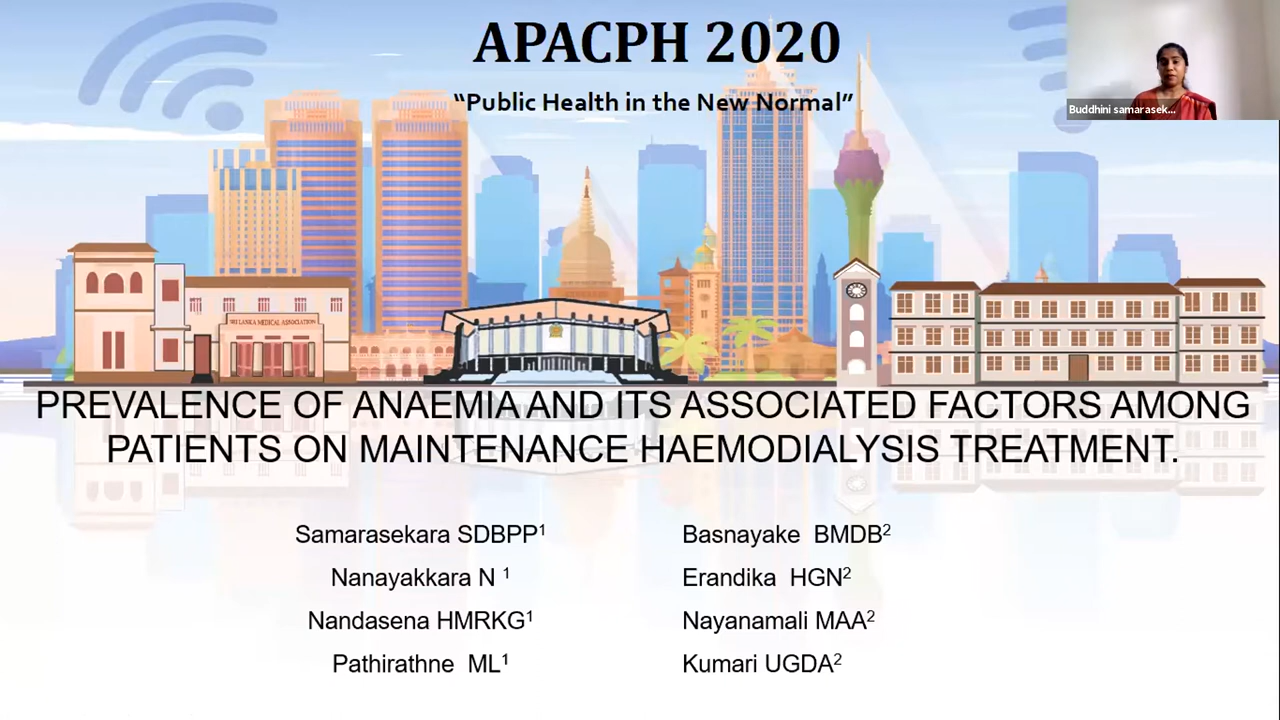 APACPH 2020
“Public Health in the New Normal”
Buddhini samarasek...
SRI LANKA MEDICAL ASSOCIATION
PREVALENCE OF ANAEMIA AND ITS ASSOCIATED FACTORS AMONG
PATIENTS ON MAINTENANCE HAEMODIALYSIS TREATMENT.
Samarasekara SDBPP¹
Nanayakkara N ¹
Nandasena HMRKG¹
Pathirathne  ML¹
Basnayake  BMDB²
Erandika  HGN²
Nayanamali MAA²
Kumari UGDA²